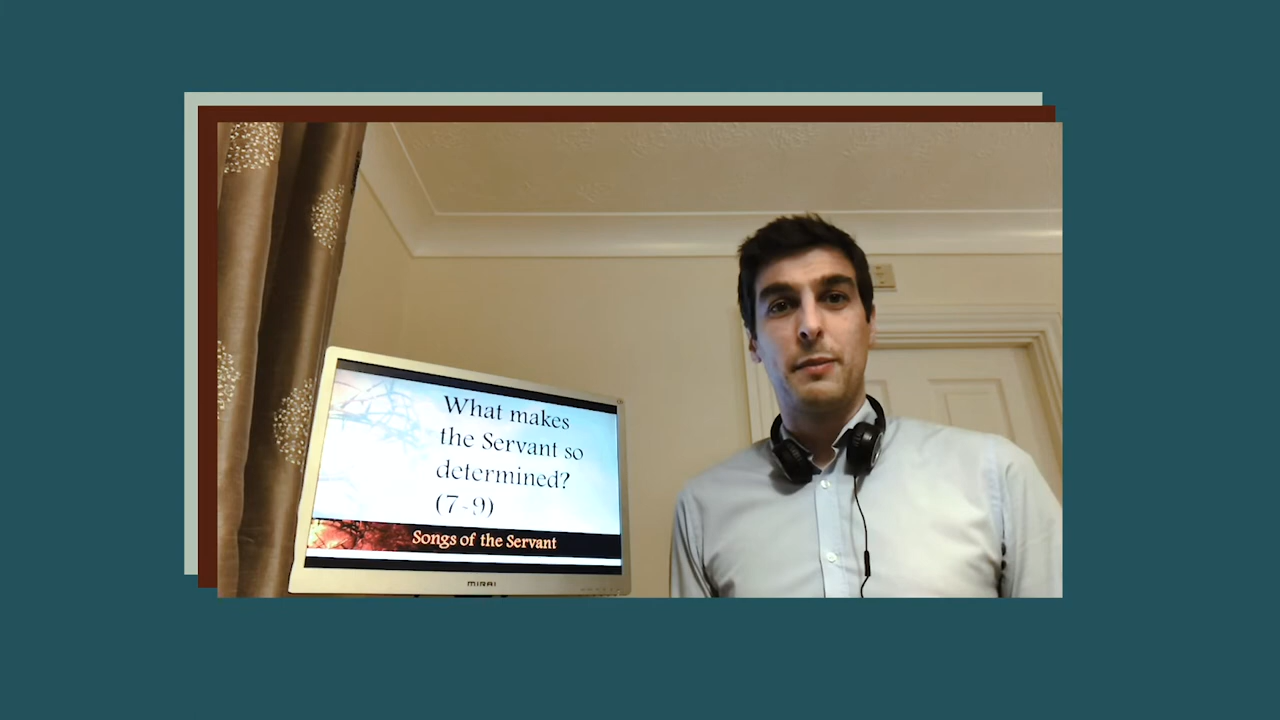 What makes
the Servant so
determined?
(7-9)
Songs of the Servant
MIRAI